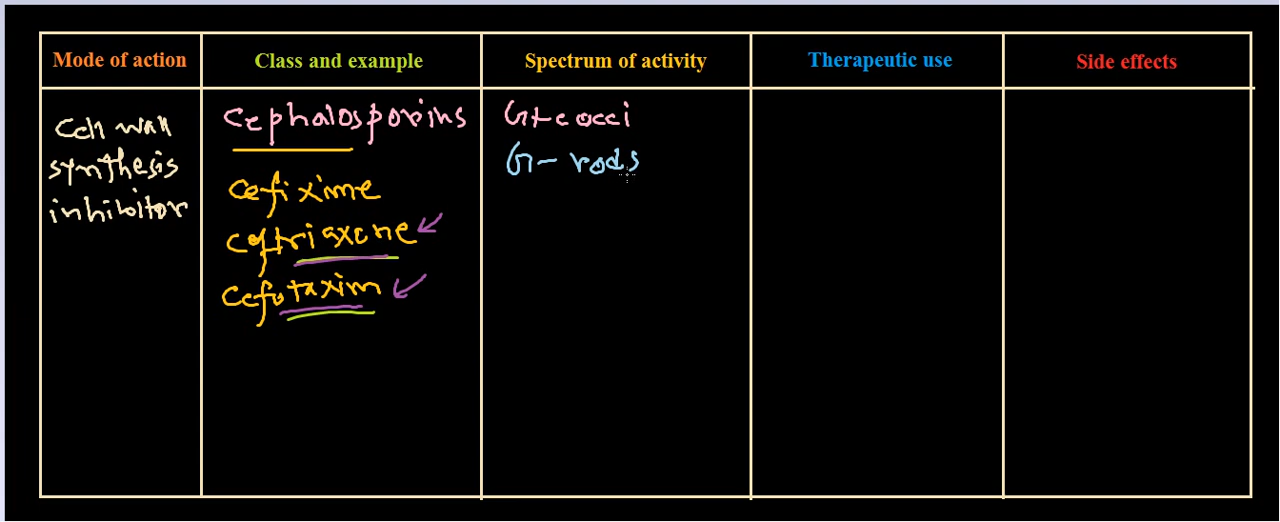 Mode of action
Class and example
Spectrum of activity
Therapeutic use
Side effects
Cell wall
synthesis
inhibitor
Cephalosporins
Cefixime
Ceftriaxone
Cefotaxim
G+cocci
G- rods